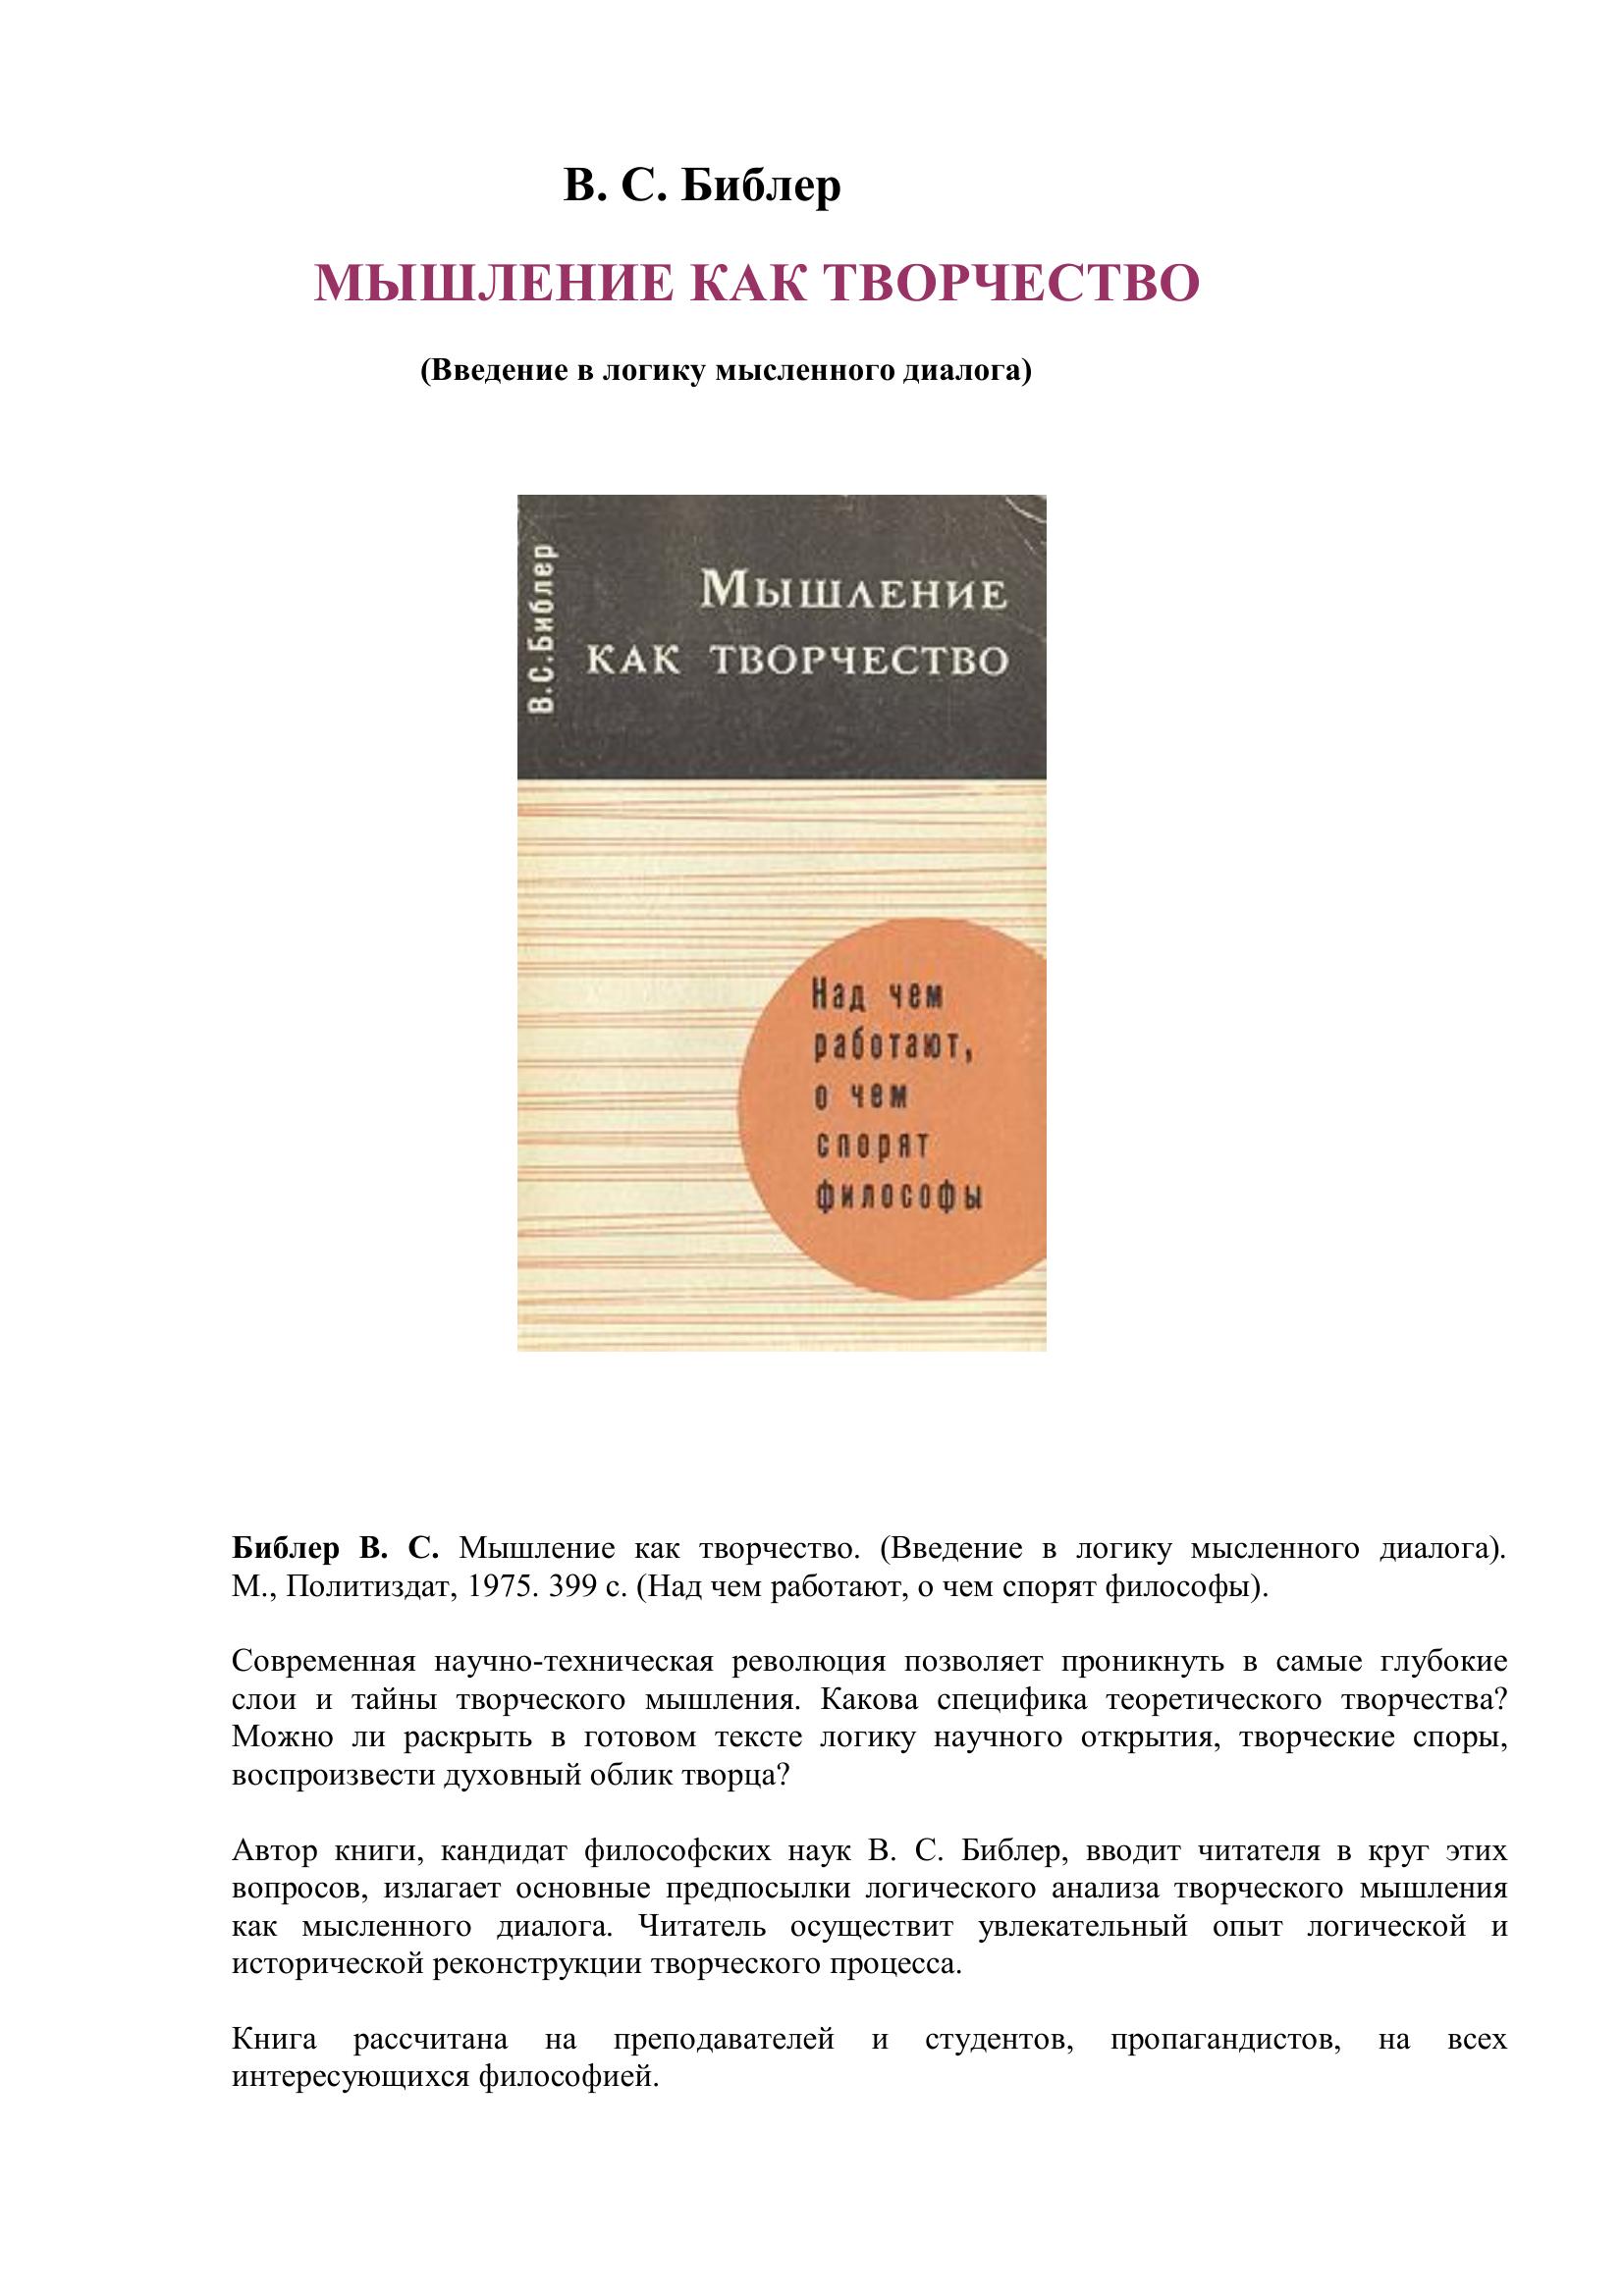 В. С. Библер
МЫШЛЕНИЕ КАК ТВОРЧЕСТВО
(Введение в логику мысленного диалога)
В.С.Библер
Мышление
как творчество
Над чем
работают,
о чем
спорят
философы
Библер В. С. Мышление как творчество. (Введение в логику мысленного диалога).
М., Политиздат, 1975. 399 с. (Над чем работают, о чем спорят философы).
Современная научно-техническая революция позволяет проникнуть в самые глубокие
слои и тайны творческого мышления. Какова специфика теоретического творчества?
Можно ли раскрыть в готовом тексте логику научного открытия, творческие споры,
воспроизвести духовный облик творца?
Автор книги, кандидат философских наук В. С. Библер, вводит читателя в круг этих
вопросов, излагает основные предпосылки логического анализа творческого мышления
как мысленного диалога. Читатель осуществит увлекательный опыт логической и
исторической реконструкции творческого процесса.
Книга рассчитана на преподавателей и студентов, пропагандистов, на всех
интересующихся философией.